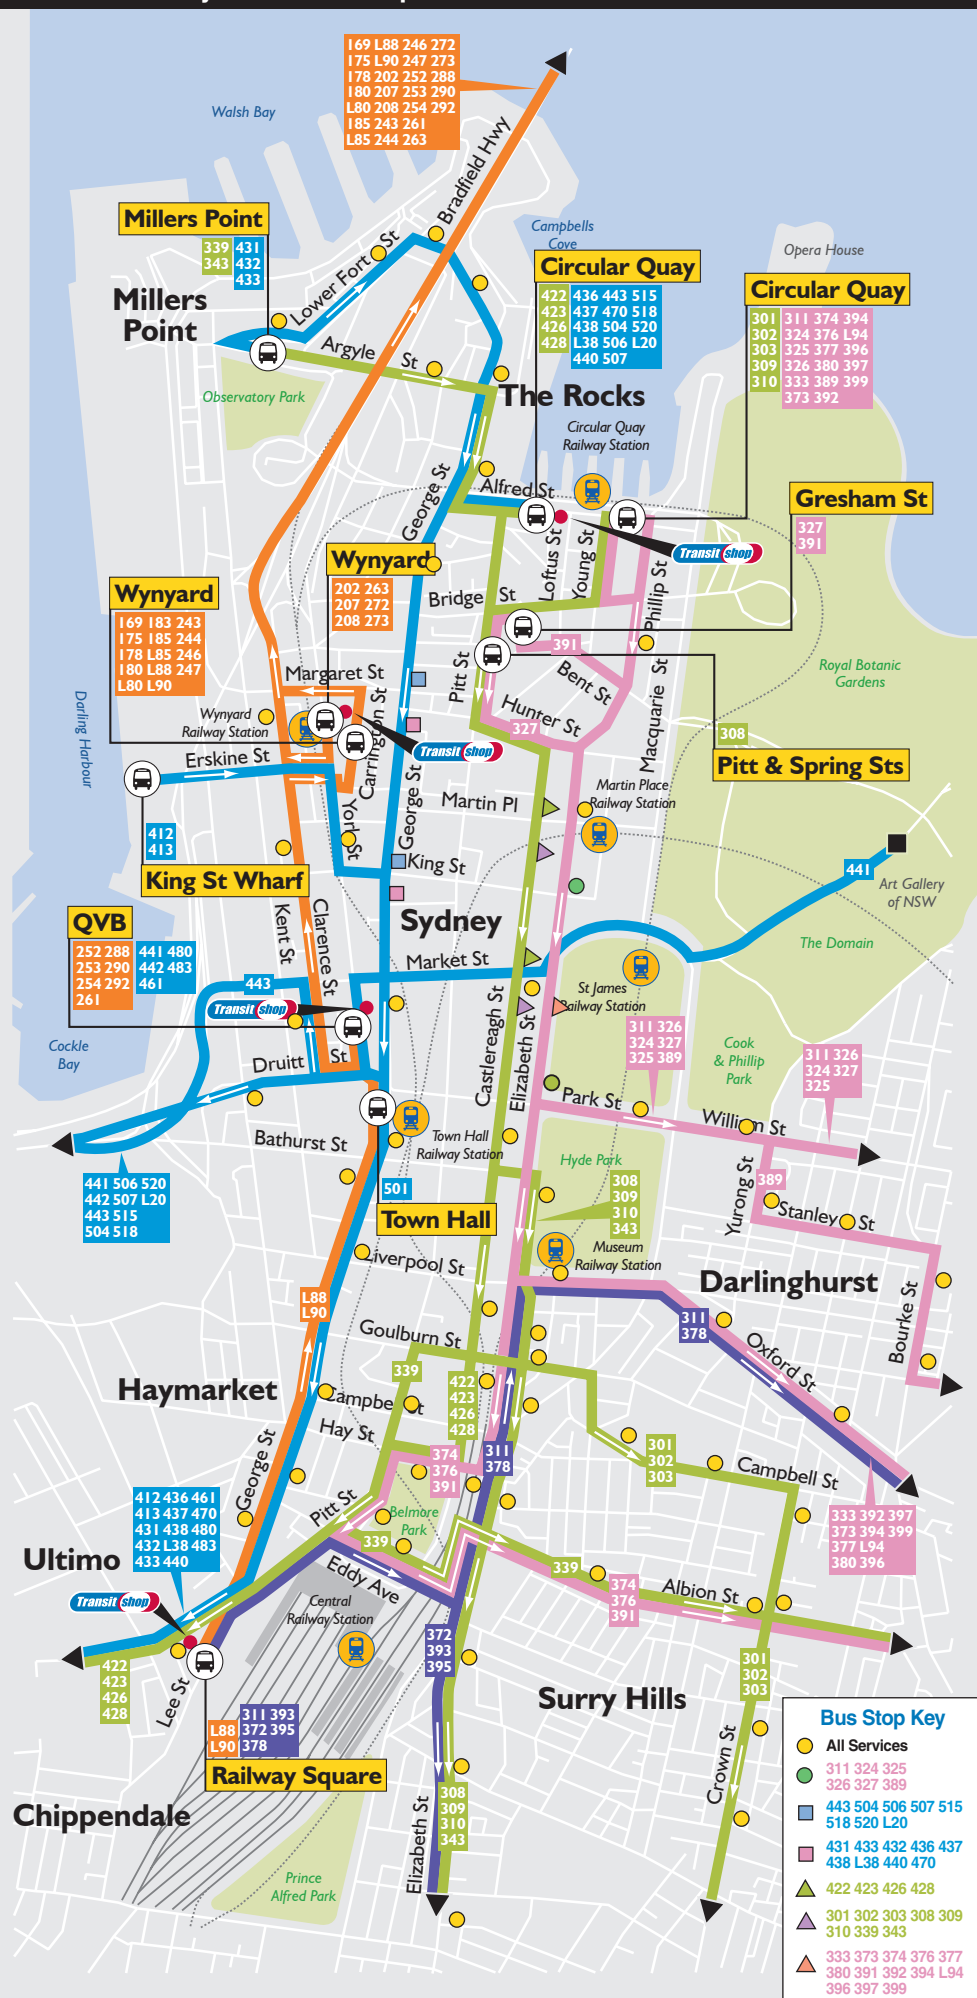 169 L88 246 272
175 L90 247 273
178 202 252 288
180 207 253 290
L80 208 254 292
185 243 261
L85 244 263
Walsh Bay
Bradfield Hwy
Millers Point
339
343
431
432
433
Millers
Point
Lower Fort St
Campbells
Cove
Opera House
Circular Quay
422
423
426
428
436 443 515
437 470 518
438 504 520
L38 506 L20
440 507
Circular Quay
301
302
303
309
310
311 374 394
324 376 L94
325 377 396
326 380 397
333 389 399
373 392
Argyle St
Observatory Park
The Rocks
Circular Quay
Railway Station
George St
Alfred St
Gresham St
327
391
Loftus St
Young St
Phillip St
Transit shop
Wynyard
202 263
207 272
208 273
Wynyard
169 183 243
175 185 244
178 L85 246
180 L88 247
L80 L90
Bridge St
391
Bent St
Pitt St
Hunter St
327
Macquarie St
Royal Botanic
Gardens
Margaret St
Darling Harbour
Wynyard
Railway Station
Carrington St
Transit shop
308
Pitt & Spring Sts
Erskine St
George St
York St
Martin Pl
Martin Place
Railway Station
412
413
King St Wharf
King St
441
Art Gallery
of NSW
QVB
252 288
253 290
254 292
261
441 480
442 483
461
Kent St
Clarence St
Sydney
Market St
The Domain
443
Transit shop
St James
Railway Station
Castlereagh St
Elizabeth St
311 326
324 327
325 389
Cook
& Phillip
Park
311 326
324 327
325
Cockle
Bay
Druitt St
Park St
William St
Bathurst St
Town Hall
Railway Station
Hyde Park
441 506 520
442 507 L20
443 515
504 518
501
Town Hall
308
309
310
343
Yurong St
389
Stanley St
Museum
Railway Station
Liverpool St
Darlinghurst
L88
L90
311
378
Bourke St
Oxford St
Goulburn St
339
422
423
426
428
Haymarket
Campbell St
Hay St
374
376
391
311
378
301
302
303
Campbell St
George St
Pitt St
Belmore
Park
412 436 461
413 437 470
431 438 480
432 L38 483
433 440
333 392 397
373 394 399
377 L94
380 396
Ultimo
339
Eddy Ave
339
374
376
391
Albion St
Transit shop
Central
Railway Station
372
393
395
301
302
303
422
423
426
428
Lee St
L88
L90
311 393
372 395
378
Railway Square
Surry Hills
Crown St
Chippendale
308
309
310
343
Elizabeth St
Prince
Alfred Park
Bus Stop Key
All Services
311 324 325
326 327 389
443 504 506 507 515
518 520 L20
431 433 432 436 437
438 L38 440 470
422 423 426 428
301 302 303 308 309
310 339 343
333 373 374 376 377
380 391 392 394 L94
396 397 399